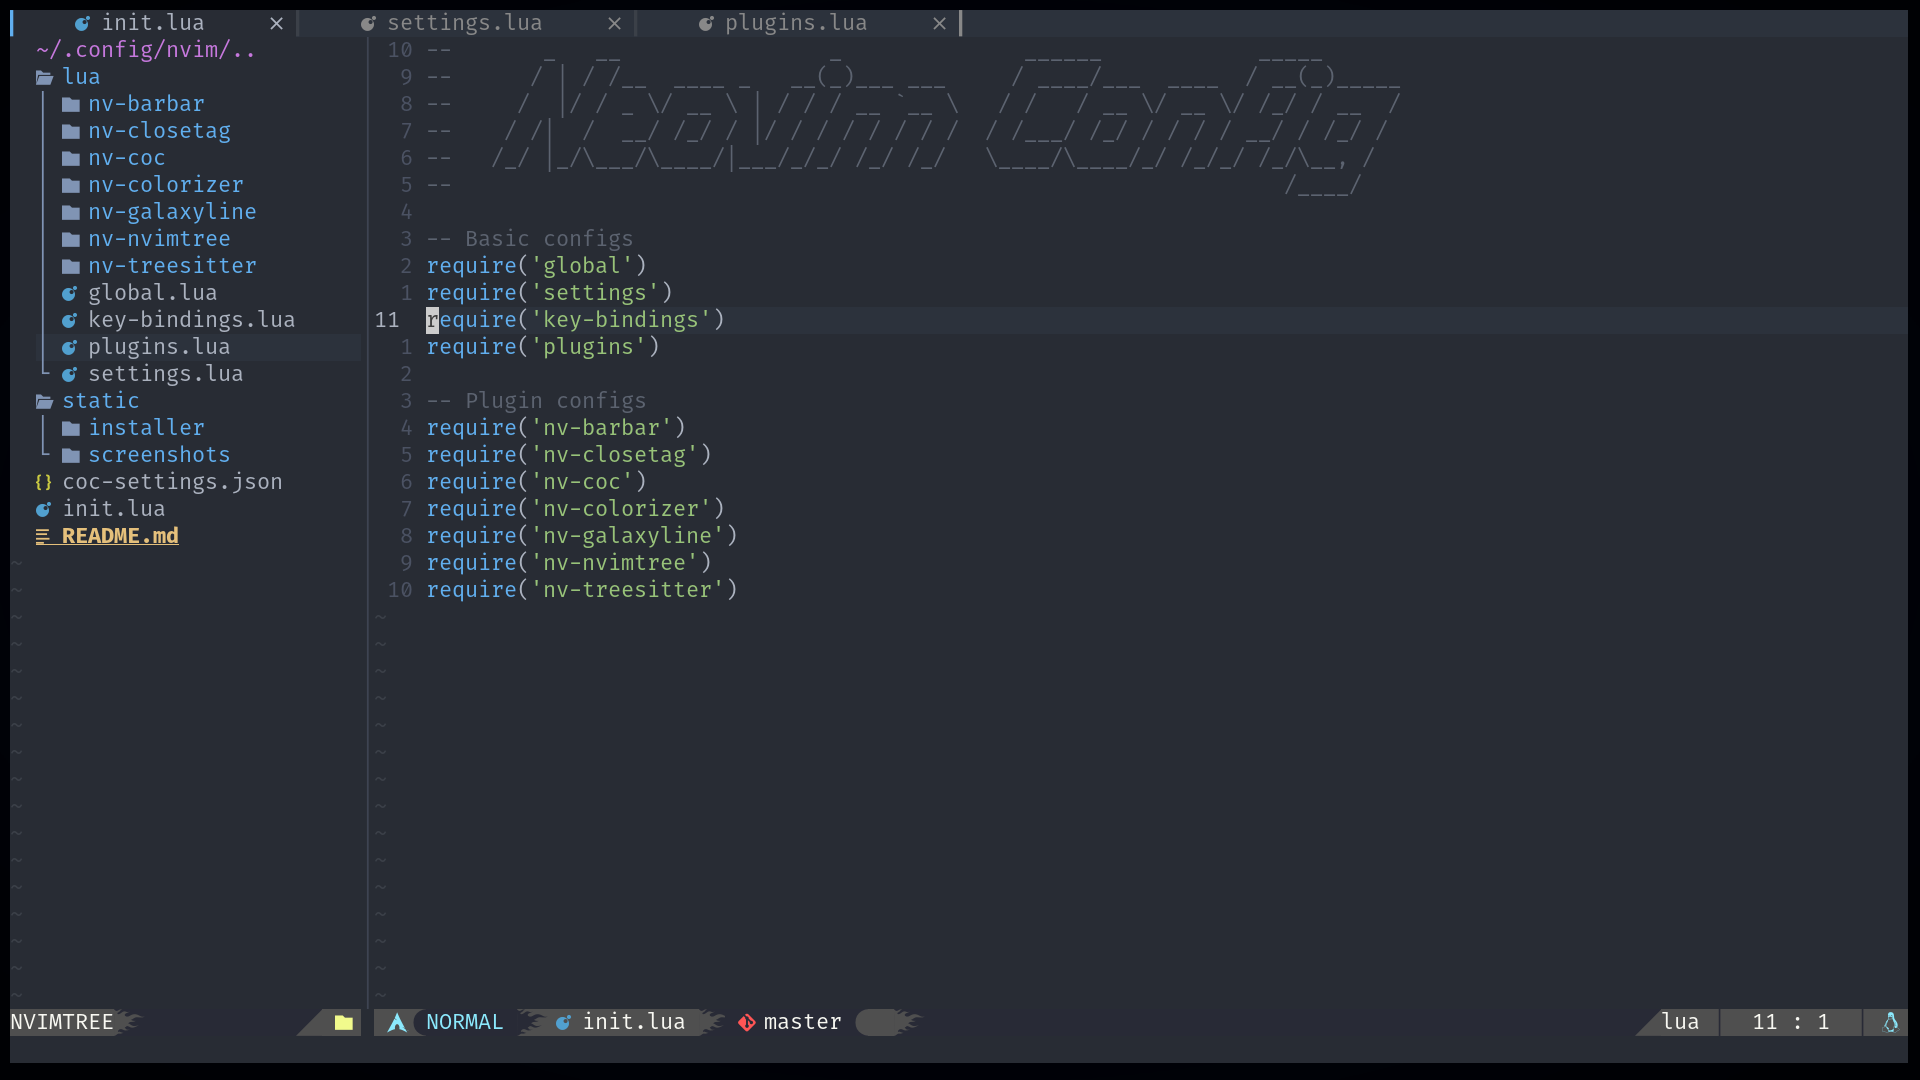 init.lua × settings.lua × plugins.lua ×
~/.config/nvim/..
lua
nv-barbar
nv-closetag
nv-coc
nv-colorizer
nv-galaxyline
nv-nvimtree
nv-treesitter
global.lua
key-bindings.lua
plugins.lua
settings.lua
static
installer
screenshots
{} coc-settings.json
init.lua
README.md
10 --
9 --
8 --
7 --
6 --
5 --
Neovim Config
4
3 -- Basic configs
2 require('global')
1 require('settings')
11 require('key-bindings')
1 require('plugins')
2
3 -- Plugin configs
4 require('nv-barbar')
5 require('nv-closetag')
6 require('nv-coc')
7 require('nv-colorizer')
8 require('nv-galaxyline')
9 require('nv-nvimtree')
10 require('nv-treesitter')
NVIMTREE NORMAL init.lua master lua 11 : 1